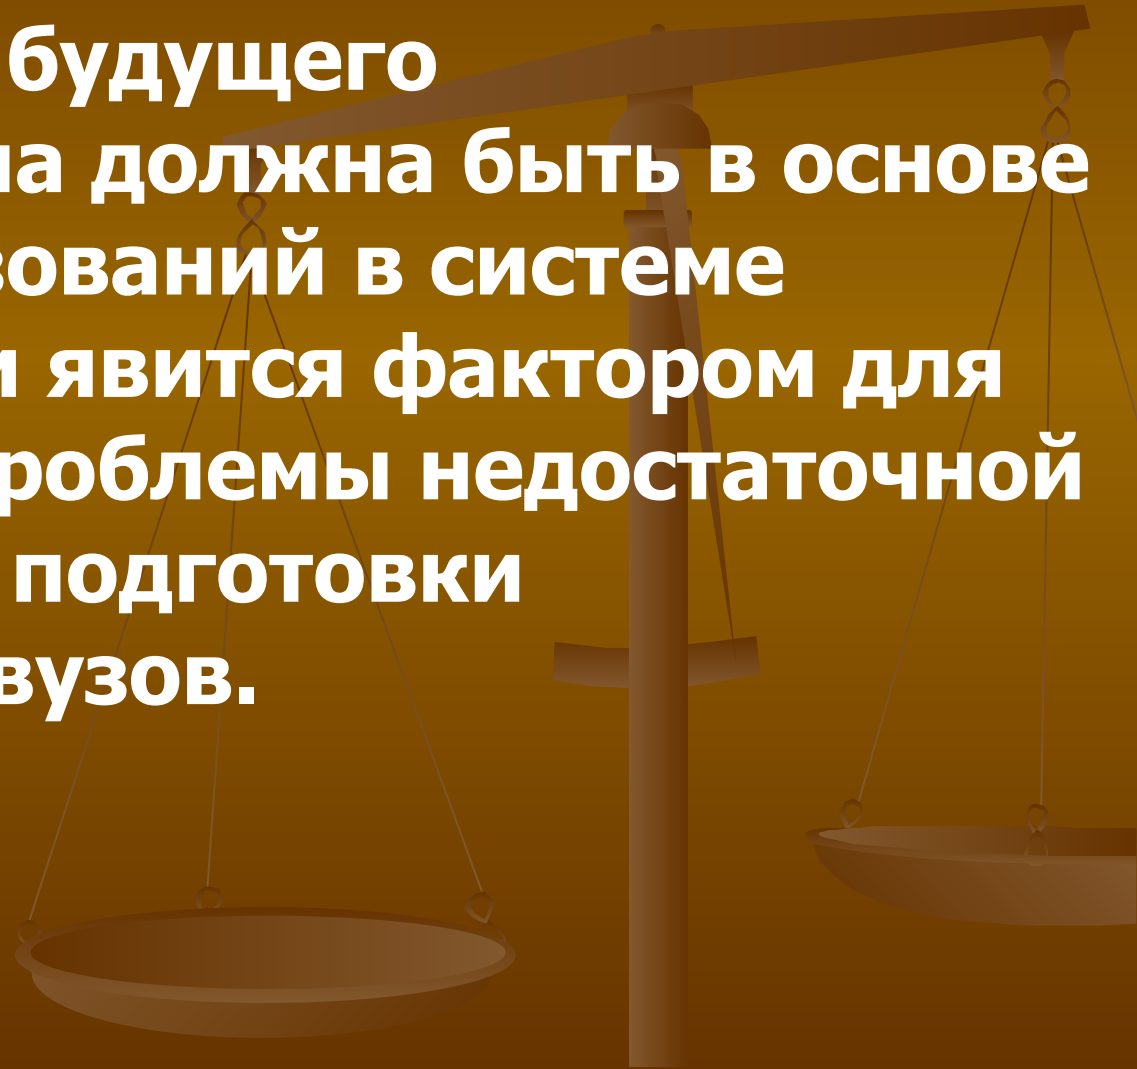 будущего
на должна быть в основе
зований в системе
и явится фактором для
роблемы недостаточной
подготовки
вузов.